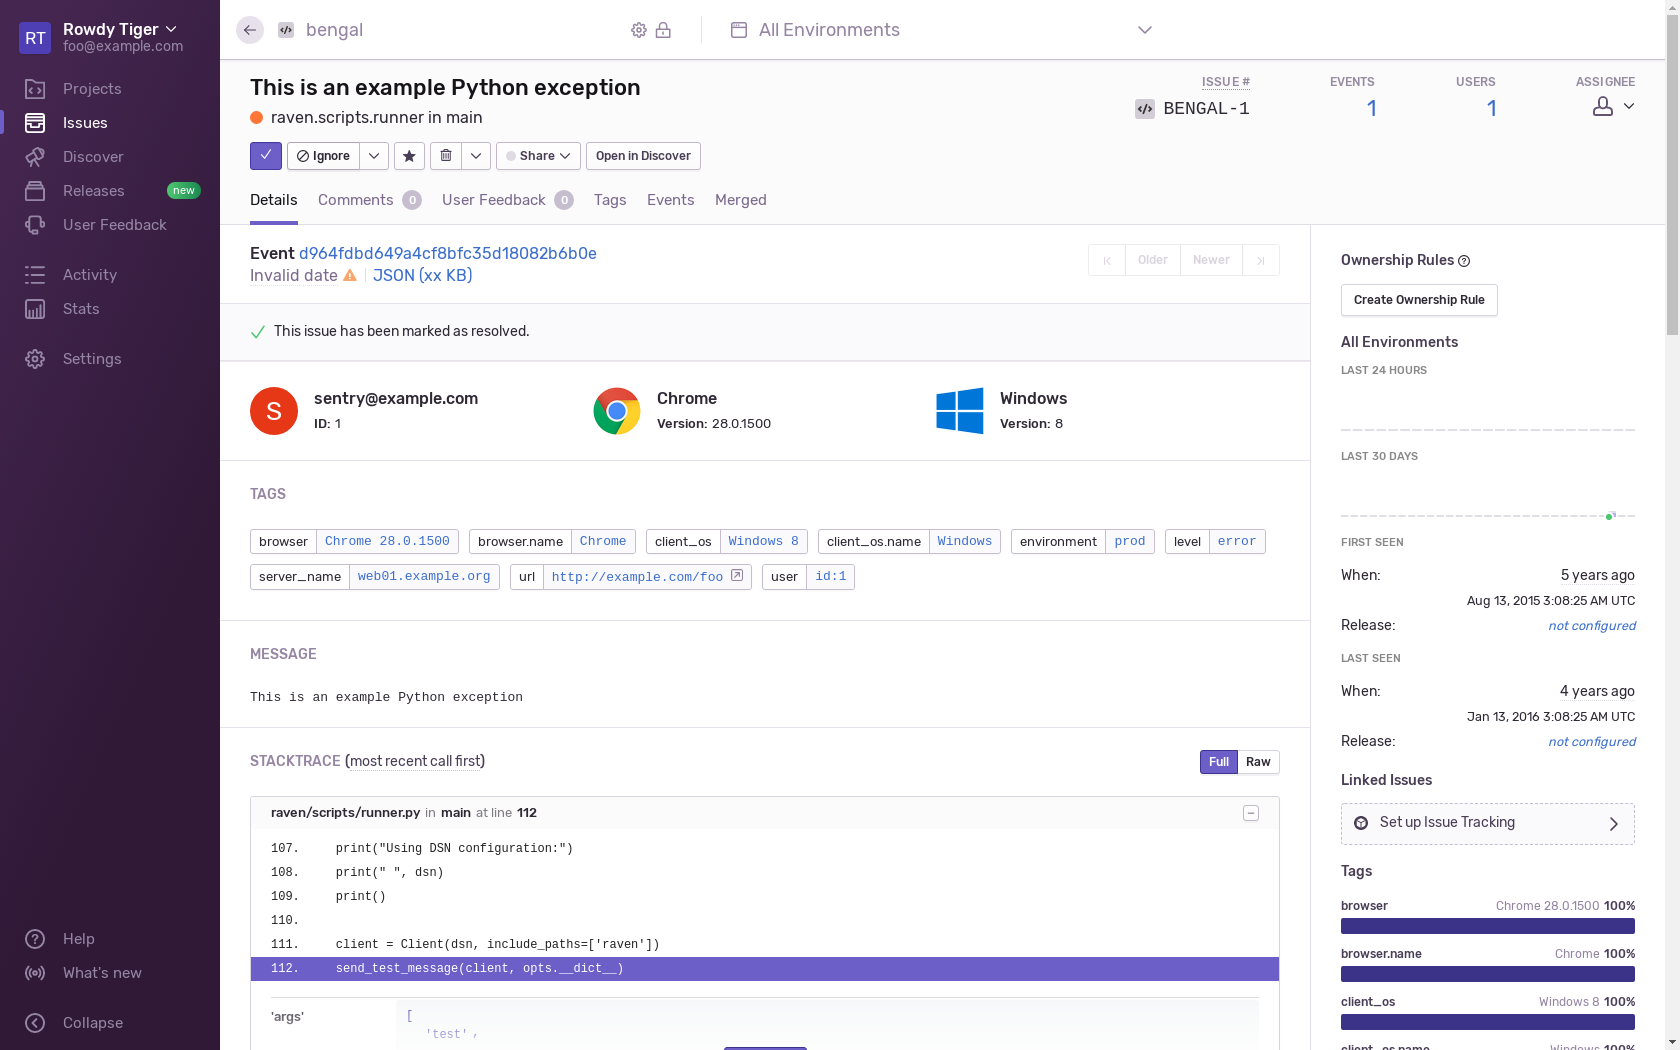 RT
Rowdy Tiger
foo@example.com
Projects
Issues
Discover
Releases new
User Feedback
Activity
Stats
Settings
Help
What's new
Collapse
bengal
All Environments
This is an example Python exception
raven.scripts.runner in main
ISSUE #
BENGAL-1
EVENTS
1
USERS
1
ASSIGNEE
Ignore
Share
Open in Discover
Details Comments 0 User Feedback 0 Tags Events Merged
Event d964fdbd649a4cf8bfc35d18082b6b0e
Invalid date JSON (xx KB)
Older Newer
This issue has been marked as resolved.
S
sentry@example.com
ID: 1
Chrome
Version: 28.0.1500
Windows
Version: 8
TAGS
browser Chrome 28.0.1500 browser.name Chrome client_os Windows 8 client_os.name Windows environment prod level error
server_name web01.example.org url http://example.com/foo user id:1
MESSAGE
This is an example Python exception
STACKTRACE (most recent call first)
Full Raw
raven/scripts/runner.py in main at line 112
107. print("Using DSN configuration:")
108. print(" ", dsn)
109. print()
110.
111. client = Client(dsn, include_paths=['raven'])
112. send_test_message(client, opts.__dict__)
'args' [
'test',
Ownership Rules
Create Ownership Rule
All Environments
LAST 24 HOURS
LAST 30 DAYS
FIRST SEEN
When: 5 years ago
Aug 13, 2015 3:08:25 AM UTC
Release: not configured
LAST SEEN
When: 4 years ago
Jan 13, 2016 3:08:25 AM UTC
Release: not configured
Linked Issues
Set up Issue Tracking
Tags
browser Chrome 28.0.1500 100%
browser.name Chrome 100%
client_os Windows 8 100%
client_os.name Windows 100%